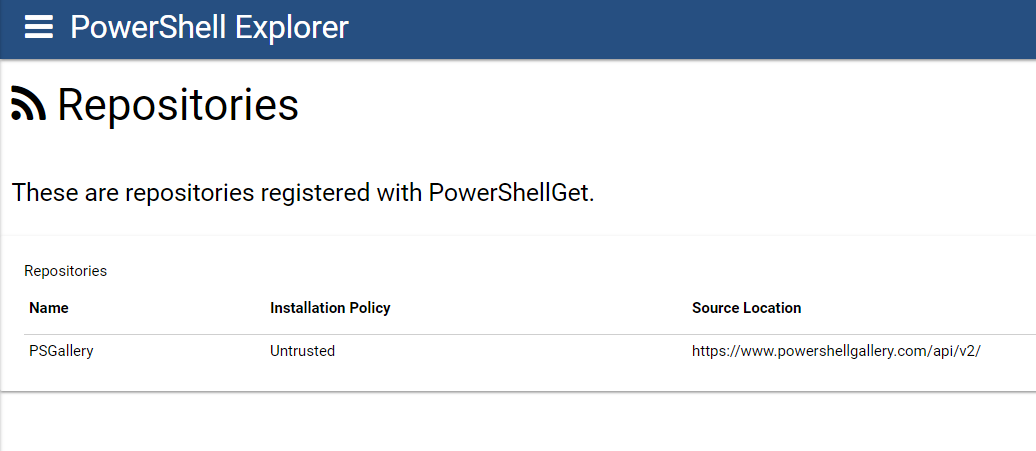 PowerShell Explorer
Repositories
These are repositories registered with PowerShellGet.
Repositories
Name Installation Policy Source Location
PSGallery Untrusted https://www.powershellgallery.com/api/v2/